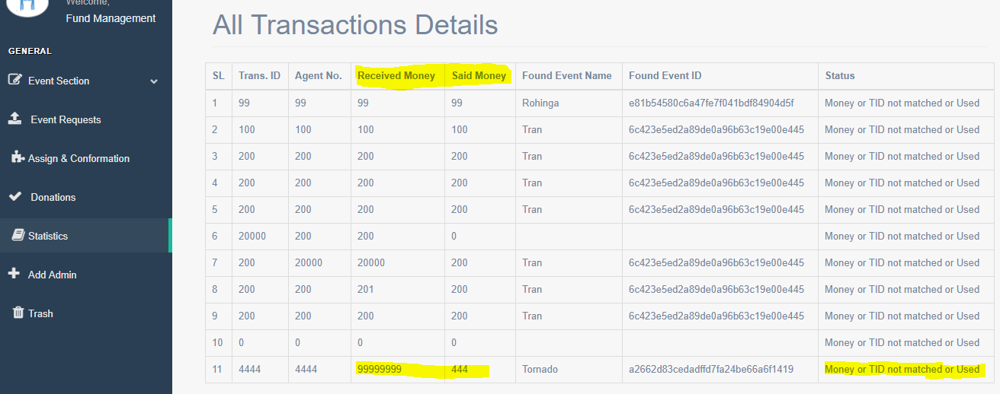 Welcome,
Fund Management
GENERAL
Event Section
Event Requests
Assign & Conformation
Donations
Statistics
Add Admin
Trash
All Transactions Details
SL Trans. ID Agent No. Received Money Said Money Found Event Name Found Event ID Status
1 99 99 99 99 Rohinga e81b54580c6a47fe7f041bdf84904d5f Money or TID not matched or Used
2 100 100 100 100 Tran 6c423e5ed2a89de0a96b63c19e00e445 Money or TID not matched or Used
3 200 200 200 200 Tran 6c423e5ed2a89de0a96b63c19e00e445 Money or TID not matched or Used
4 200 200 200 200 Tran 6c423e5ed2a89de0a96b63c19e00e445 Money or TID not matched or Used
5 200 200 200 200 Tran 6c423e5ed2a89de0a96b63c19e00e445 Money or TID not matched or Used
6 20000 200 200 0 Money or TID not matched or Used
7 200 20000 20000 200 Tran 6c423e5ed2a89de0a96b63c19e00e445 Money or TID not matched or Used
8 200 200 201 200 Tran 6c423e5ed2a89de0a96b63c19e00e445 Money or TID not matched or Used
9 200 200 200 200 Tran 6c423e5ed2a89de0a96b63c19e00e445 Money or TID not matched or Used
10 0 0 0 0 Money or TID not matched or Used
11 4444 4444 99999999 444 Tornado a2662d83cedadffd7fa24be66a6f1419 Money or TID not matched or Used